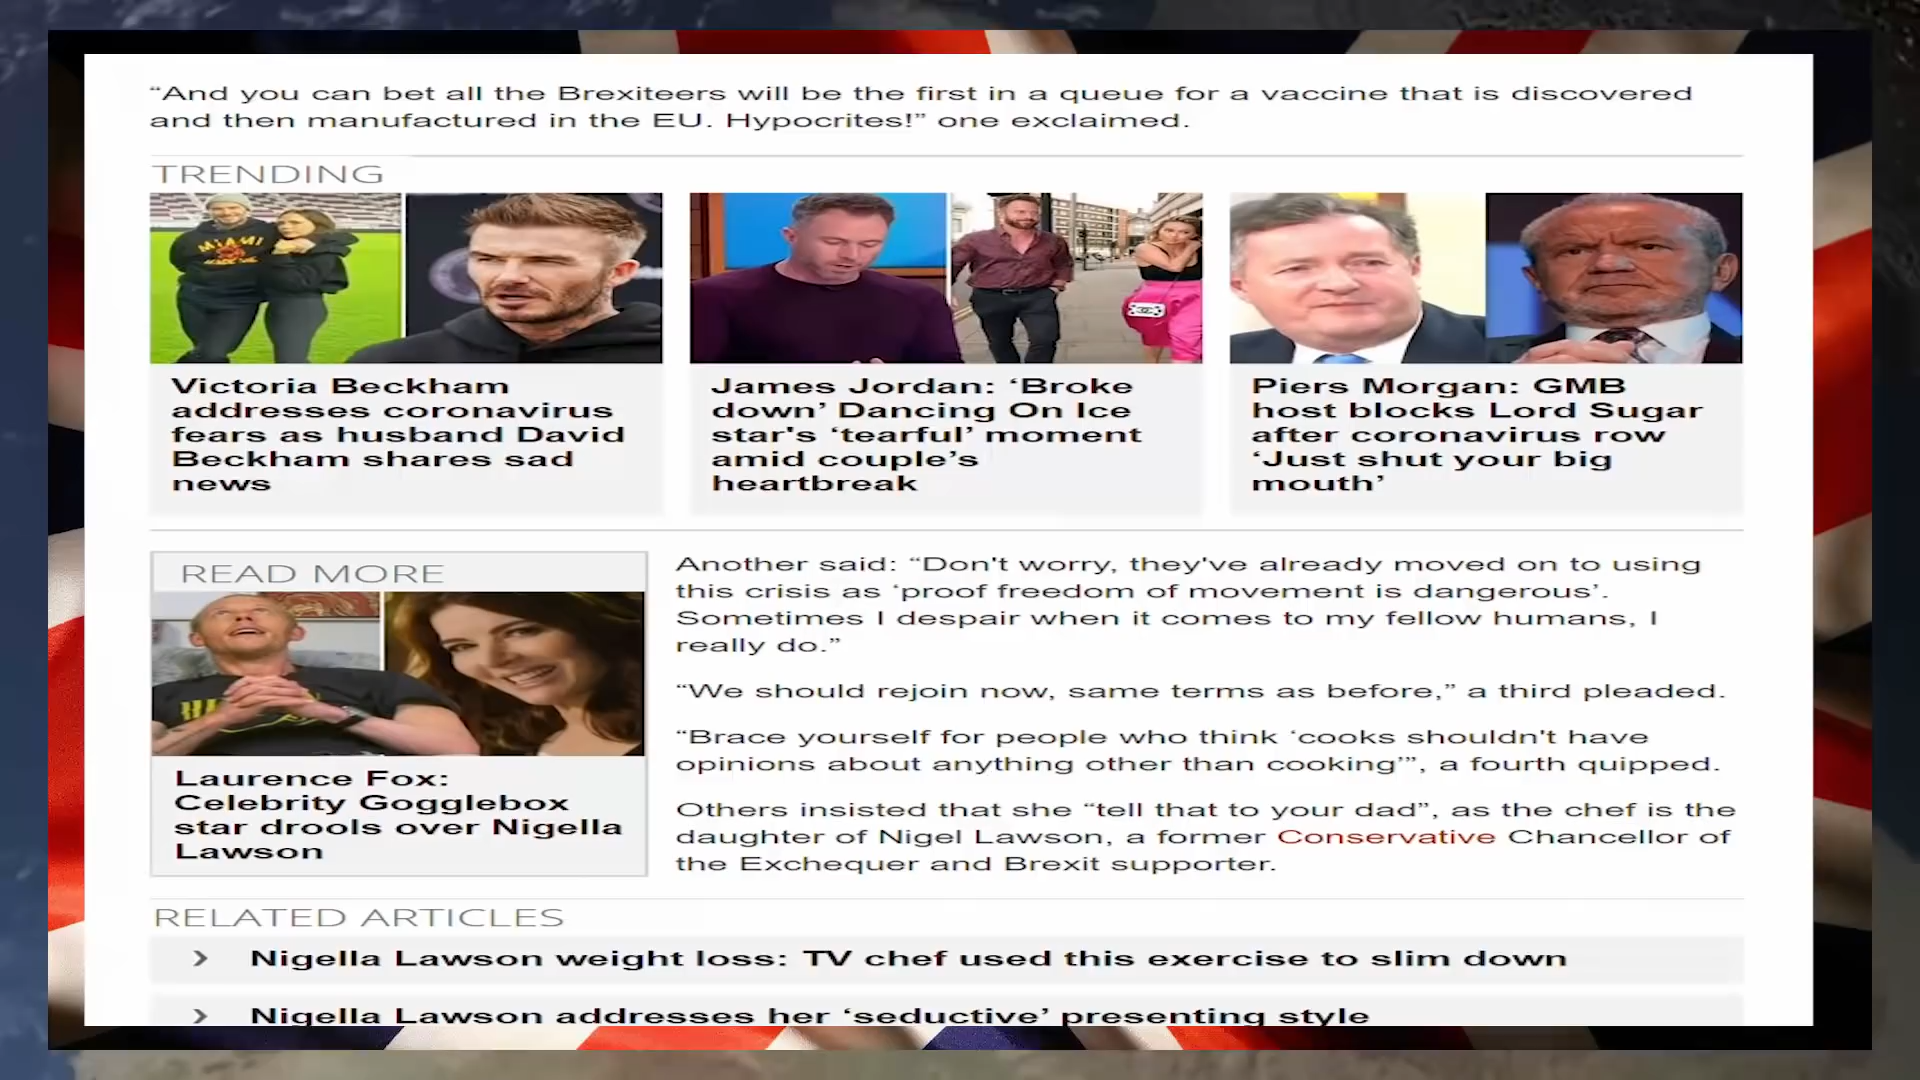 “And you can bet all the Brexiteers will be the first in a queue for a vaccine that is discovered
and then manufactured in the EU. Hypocrites!” one exclaimed.
TRENDING
Victoria Beckham
addresses coronavirus
fears as husband David
Beckham shares sad
news
James Jordan: ‘Broke
down’ Dancing On Ice
star's ‘tearful’ moment
amid couple’s
heartbreak
Piers Morgan: GMB
host blocks Lord Sugar
after coronavirus row
‘Just shut your big
mouth’
READ MORE
Laurence Fox:
Celebrity Gogglebox
star drools over Nigella
Lawson
Another said: “Don't worry, they've already moved on to using
this crisis as ‘proof freedom of movement is dangerous’.
Sometimes I despair when it comes to my fellow humans, I
really do.”
“We should rejoin now, same terms as before,” a third pleaded.
“Brace yourself for people who think ‘cooks shouldn't have
opinions about anything other than cooking’”, a fourth quipped.
Others insisted that she “tell that to your dad”, as the chef is the
daughter of Nigel Lawson, a former Conservative Chancellor of
the Exchequer and Brexit supporter.
RELATED ARTICLES
Nigella Lawson weight loss: TV chef used this exercise to slim down
Nigella Lawson addresses her ‘seductive’ presenting style